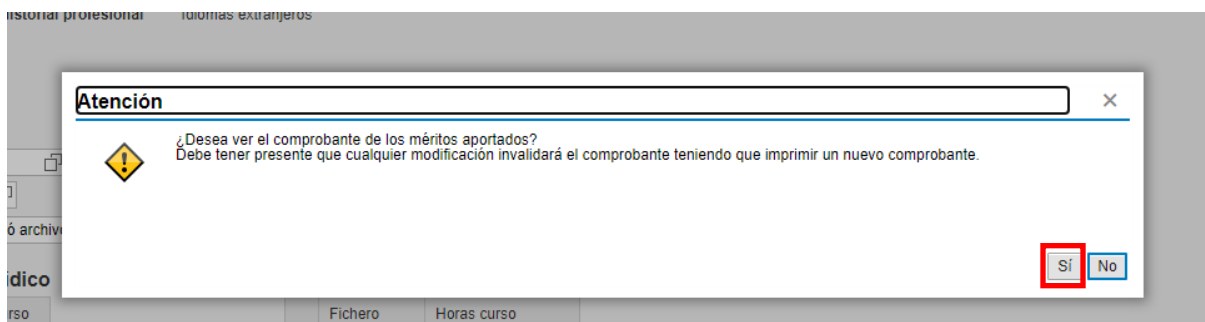 historial profesional Idiomas extranjeros
Atención
¿Desea ver el comprobante de los méritos aportados?
Debe tener presente que cualquier modificación invalidará el comprobante teniendo que imprimir un nuevo comprobante.
ó archivo
Sí No
ídico
rso Fichero Horas curso